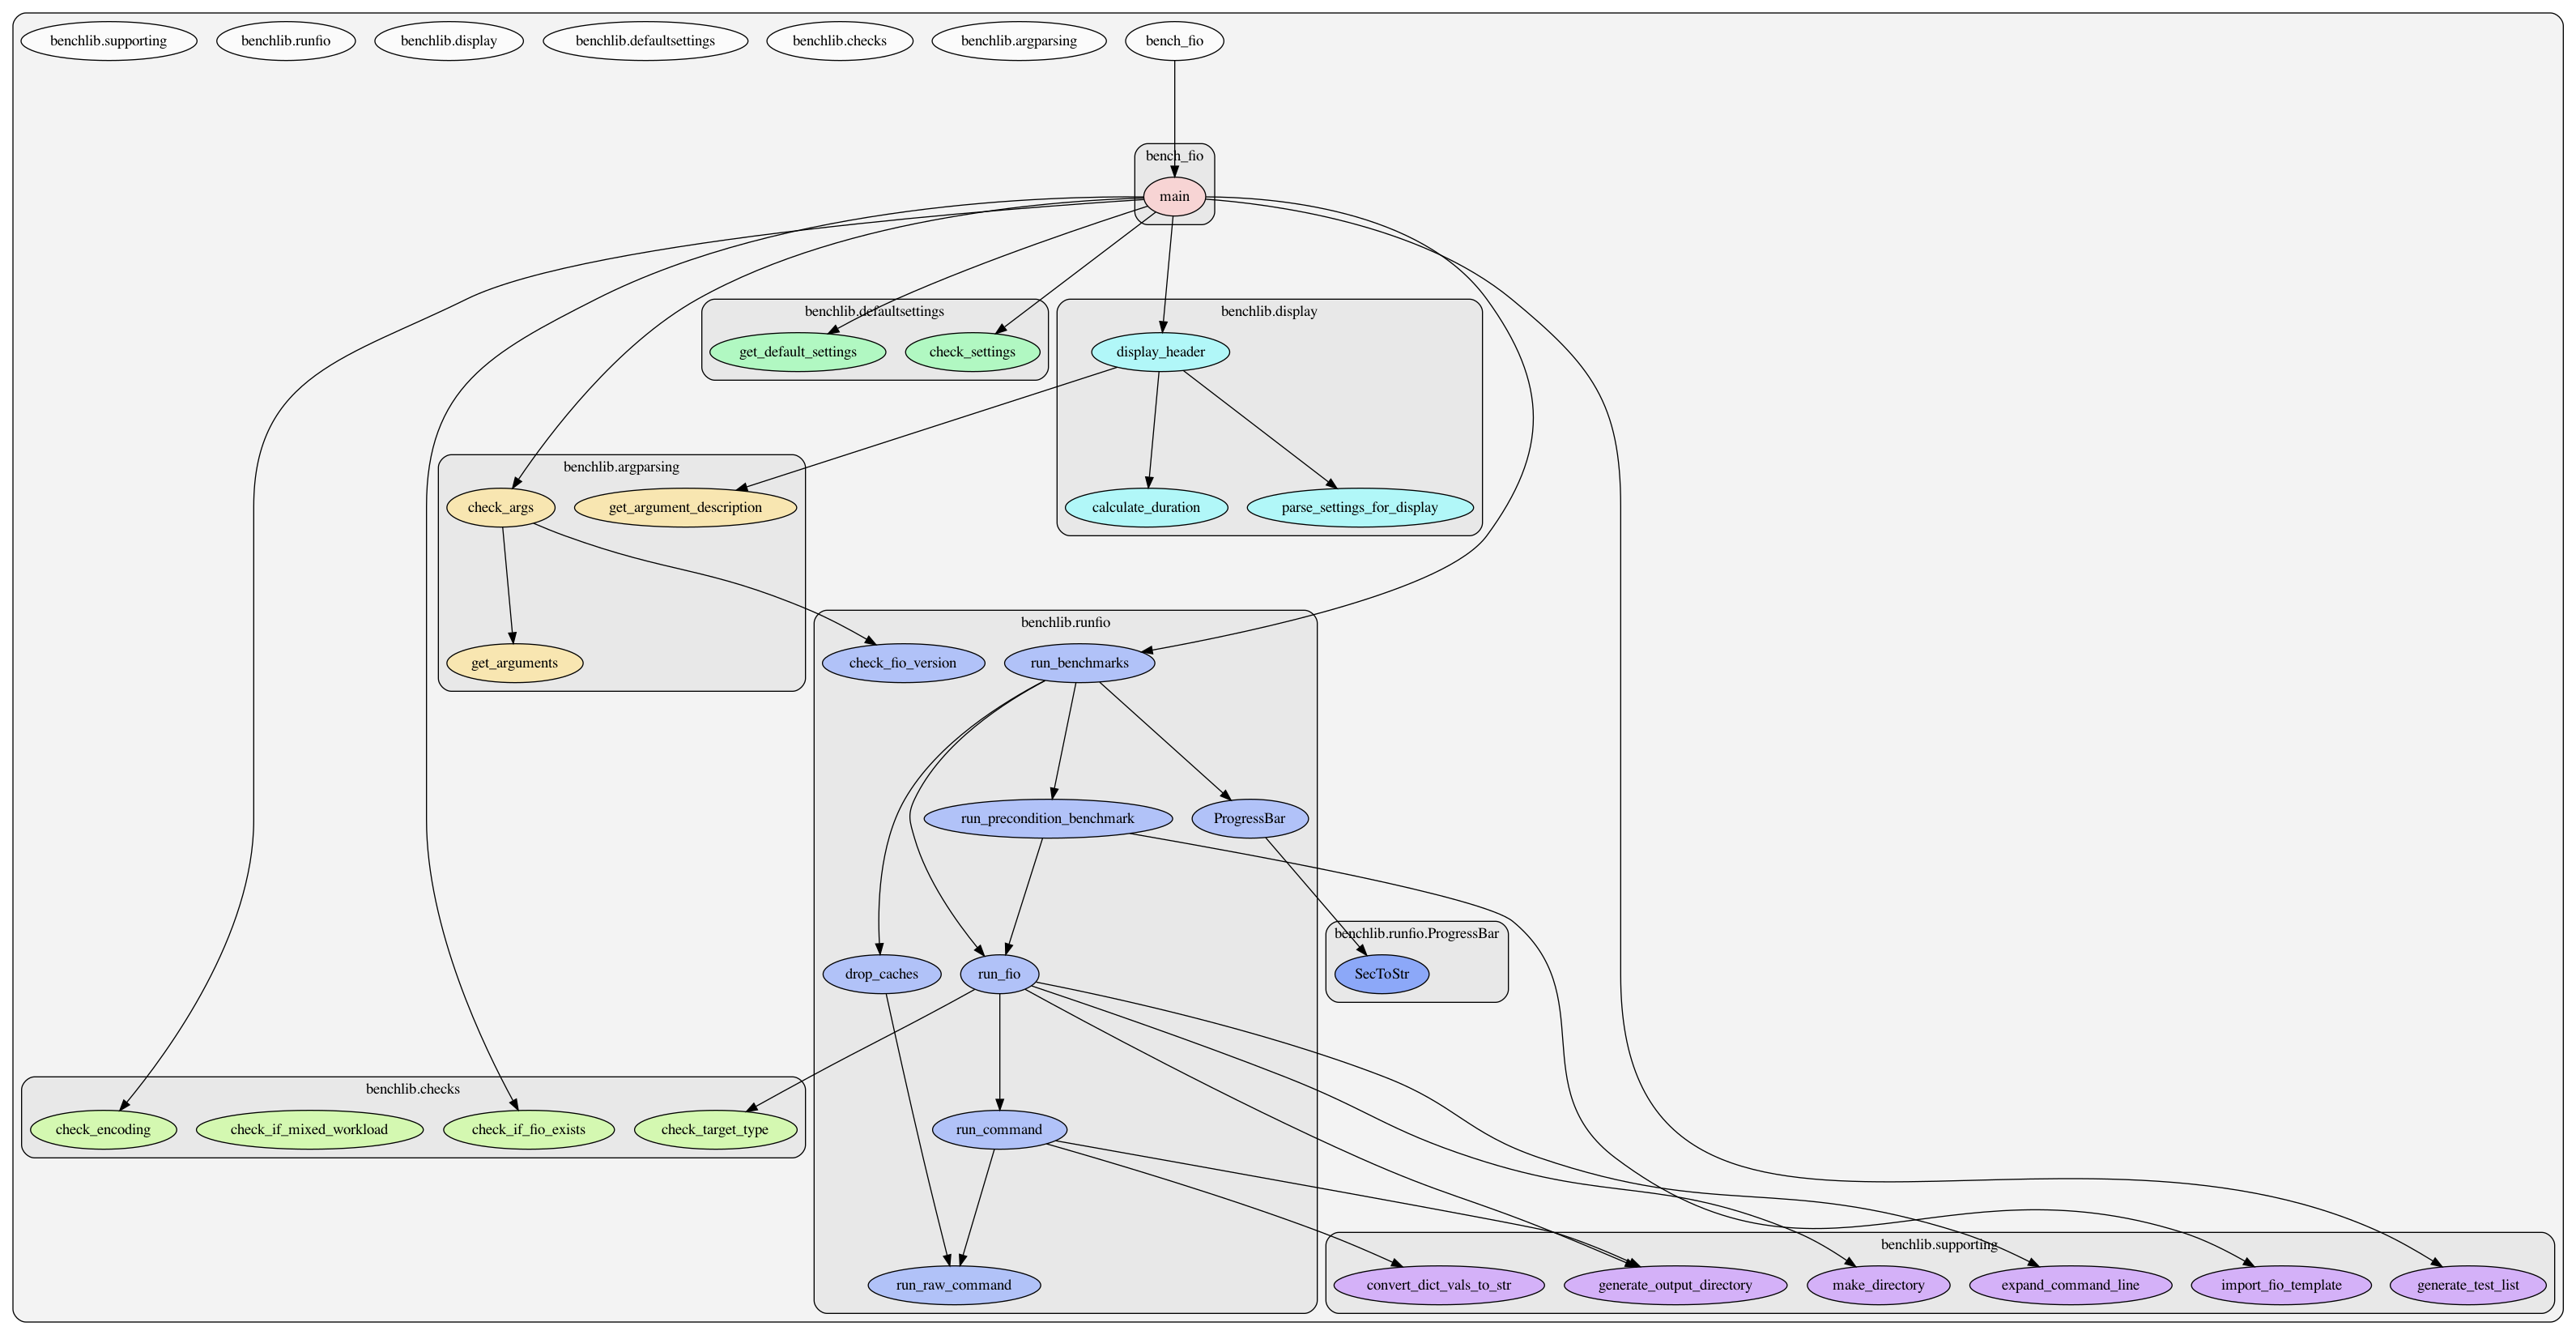 benchlib.supporting
benchlib.runfio
benchlib.display
benchlib.defaultsettings
benchlib.checks
benchlib.argparsing
bench_fio
bench_fio
main
benchlib.defaultsettings
get_default_settings
check_settings
benchlib.display
display_header
calculate_duration
parse_settings_for_display
benchlib.argparsing
check_args
get_argument_description
get_arguments
benchlib.runfio
check_fio_version
run_benchmarks
run_precondition_benchmark
ProgressBar
drop_caches
run_fio
benchlib.runfio.ProgressBar
SecToStr
benchlib.checks
check_encoding
check_if_mixed_workload
check_if_fio_exists
check_target_type
run_command
run_raw_command
benchlib.supporting
convert_dict_vals_to_str
generate_output_directory
make_directory
expand_command_line
import_fio_template
generate_test_list